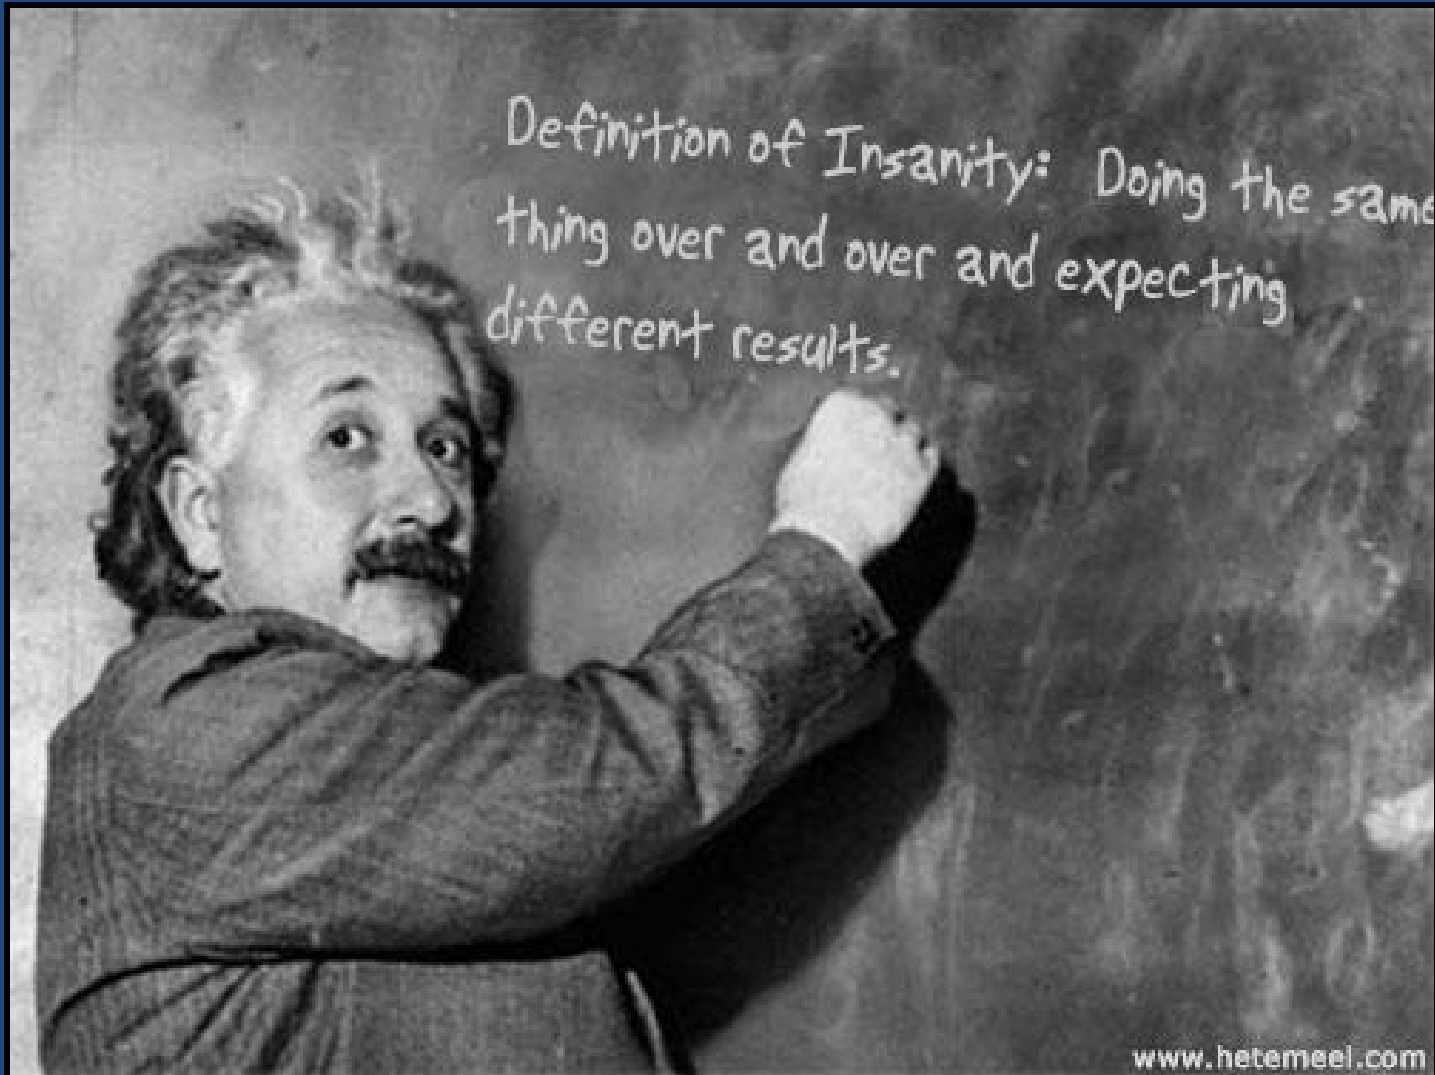 Definition of Insanity: Doing the same
thing over and over and expecting
different results.
www.hetemeel.com